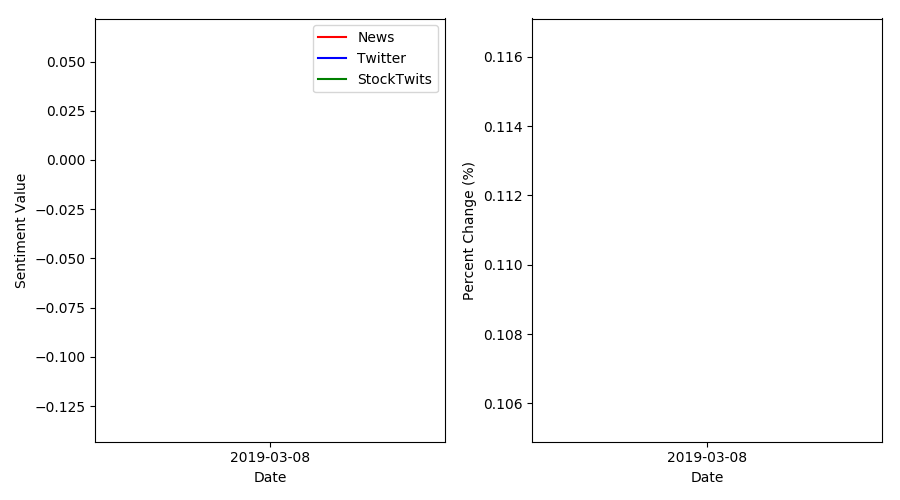 News
Twitter
StockTwits
0.050
0.025
0.000
−0.025
−0.050
−0.075
−0.100
−0.125
Sentiment Value
2019-03-08
Date
0.116
0.114
0.112
0.110
0.108
0.106
Percent Change (%)
2019-03-08
Date